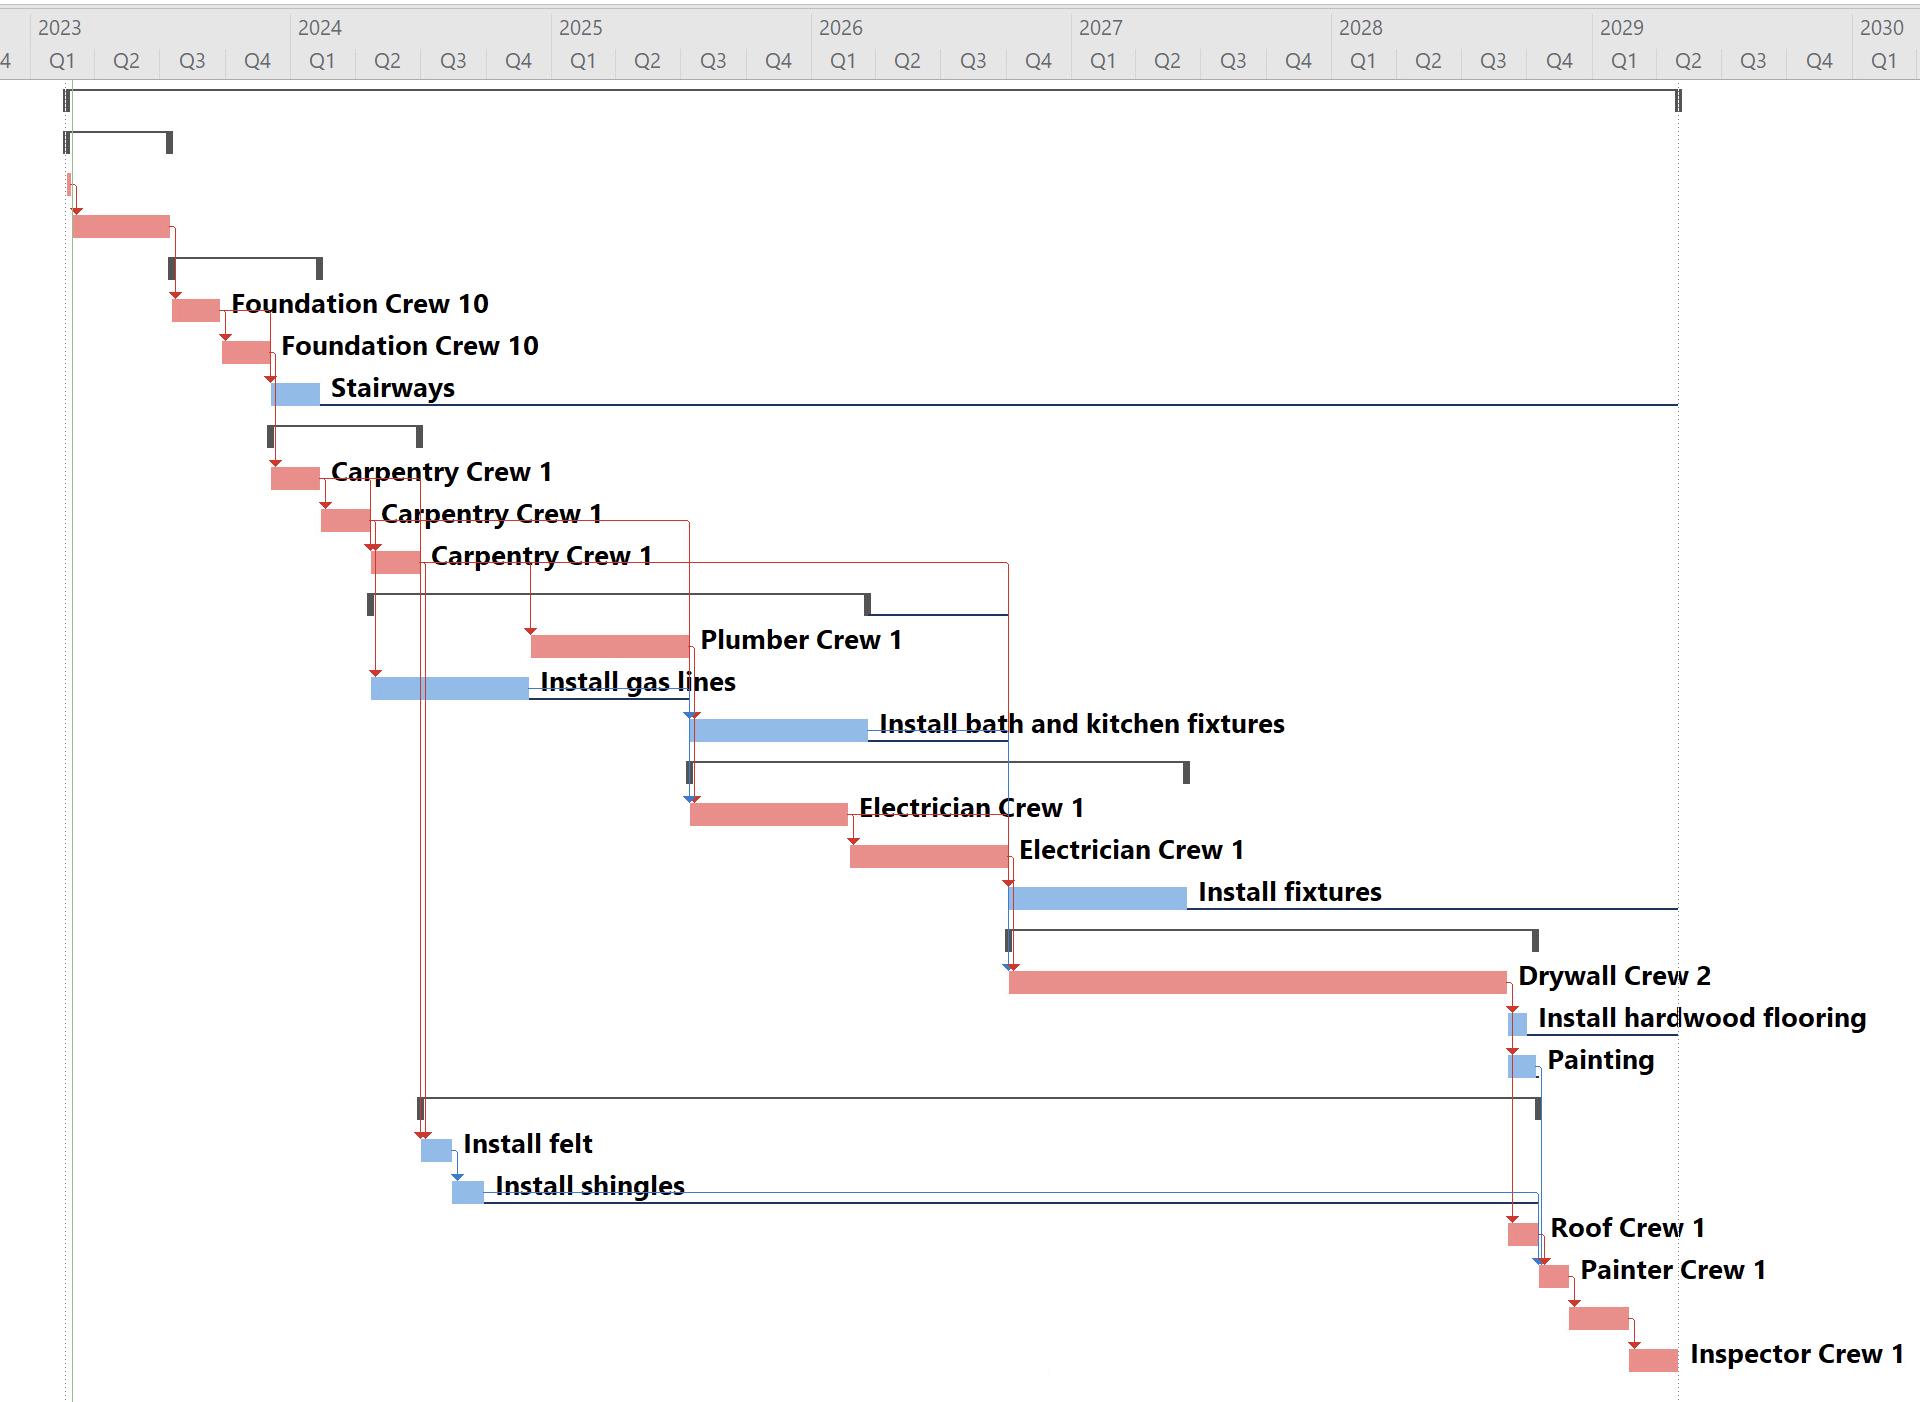 2023 2024 2025 2026 2027 2028 2029 2030
4 Q1 Q2 Q3 Q4 Q1 Q2 Q3 Q4 Q1 Q2 Q3 Q4 Q1 Q2 Q3 Q4 Q1 Q2 Q3 Q4 Q1 Q2 Q3 Q4 Q1 Q2 Q3 Q4 Q1
Foundation Crew 10
Foundation Crew 10
Stairways
Carpentry Crew 1
Carpentry Crew 1
Carpentry Crew 1
Plumber Crew 1
Install gas lines
Install bath and kitchen fixtures
Electrician Crew 1
Electrician Crew 1
Install fixtures
Drywall Crew 2
Install hardwood flooring
Painting
Install felt
Install shingles
Roof Crew 1
Painter Crew 1
Inspector Crew 1